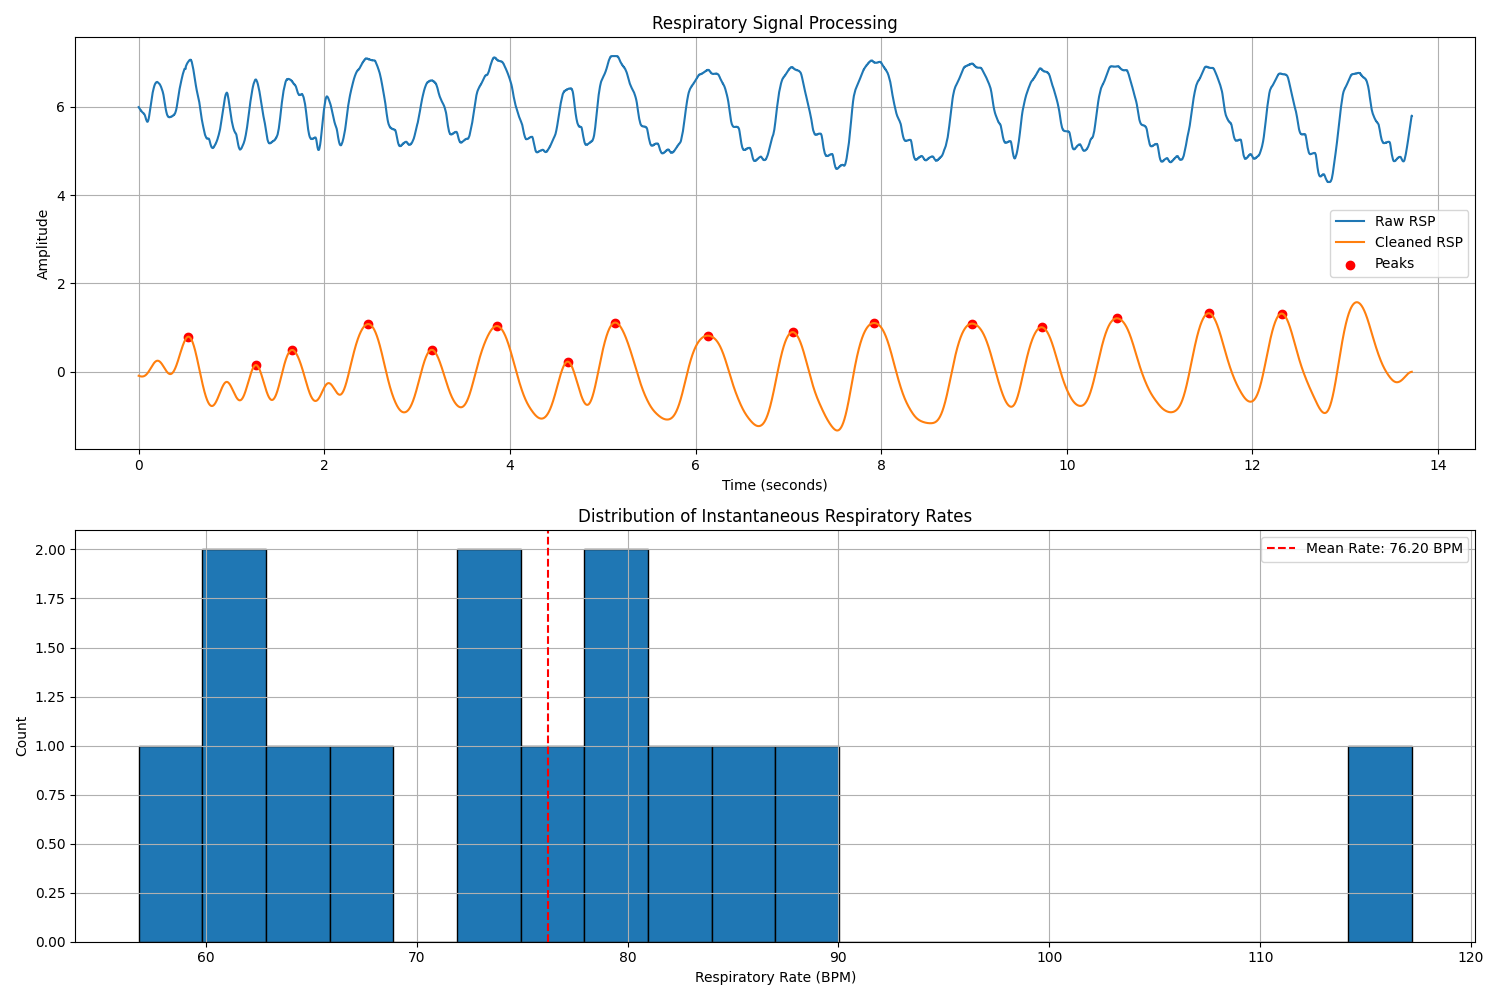 Respiratory Signal Processing
Amplitude
6
4
2
0
Raw RSP
Cleaned RSP
Peaks
0 2 4 6 8 10 12 14
Time (seconds)
Distribution of Instantaneous Respiratory Rates
Count
2.00
1.75
1.50
1.25
1.00
0.75
0.50
0.25
0.00
Mean Rate: 76.20 BPM
60 70 80 90 100 110 120
Respiratory Rate (BPM)